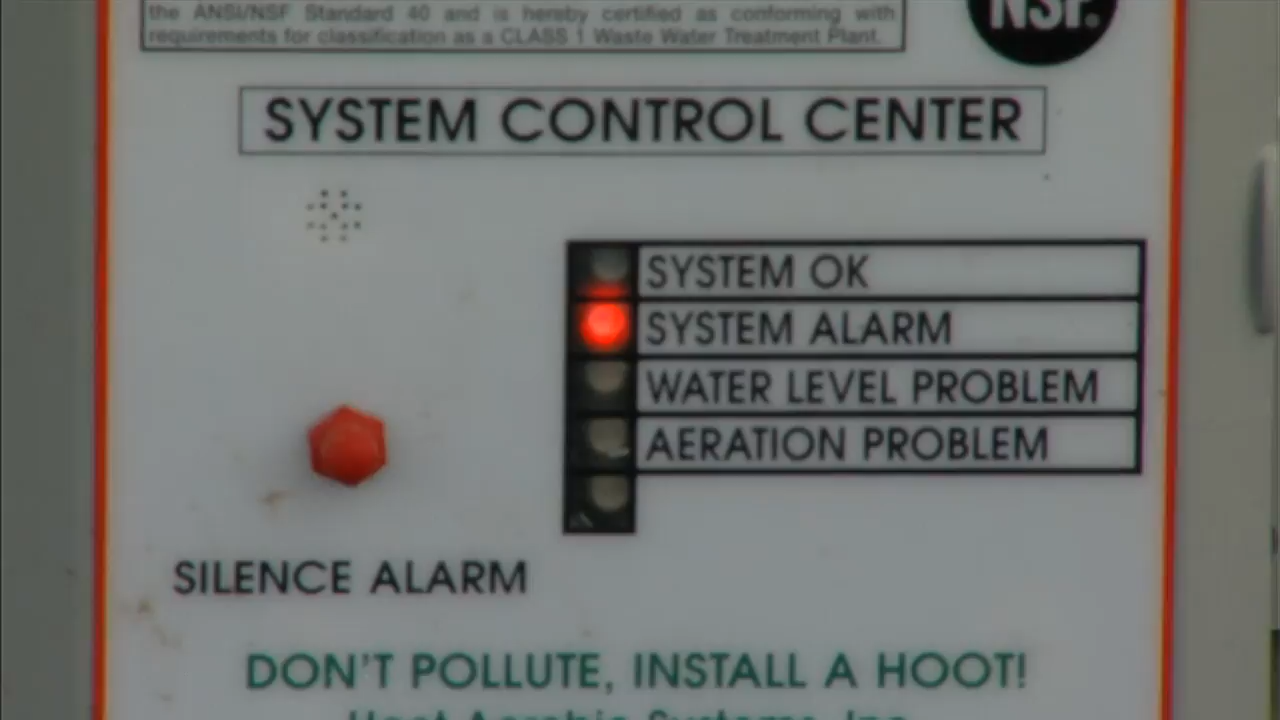 the ANSI/NSF Standard 40 and is hereby certified as conforming with
requirements for classification as a CLASS 1 Waste Water Treatment Plant.
NSF.
SYSTEM CONTROL CENTER
SYSTEM OK
SYSTEM ALARM
WATER LEVEL PROBLEM
AERATION PROBLEM
SILENCE ALARM
DON'T POLLUTE, INSTALL A HOOT!
Hoot Aerobic Systems, Inc.